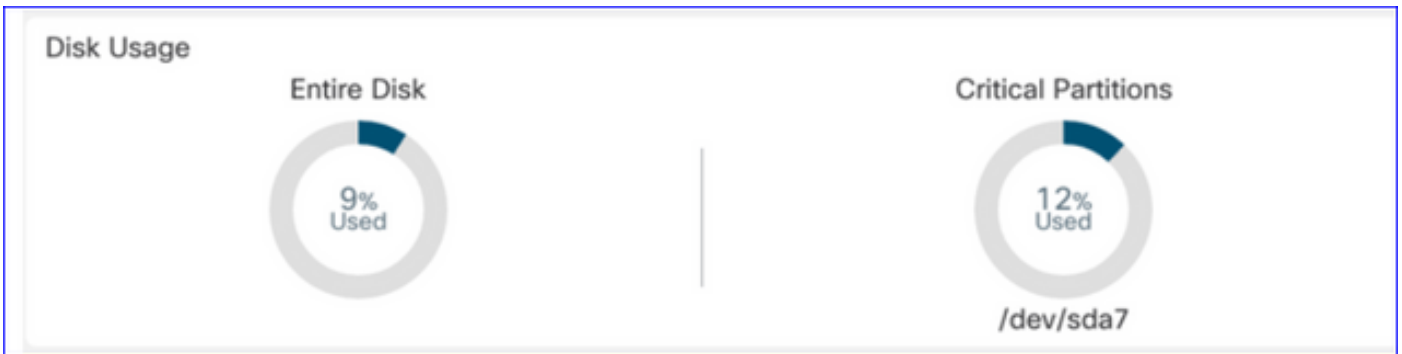 Disk Usage
Entire Disk
9%
Used
Critical Partitions
12%
Used
/dev/sda7